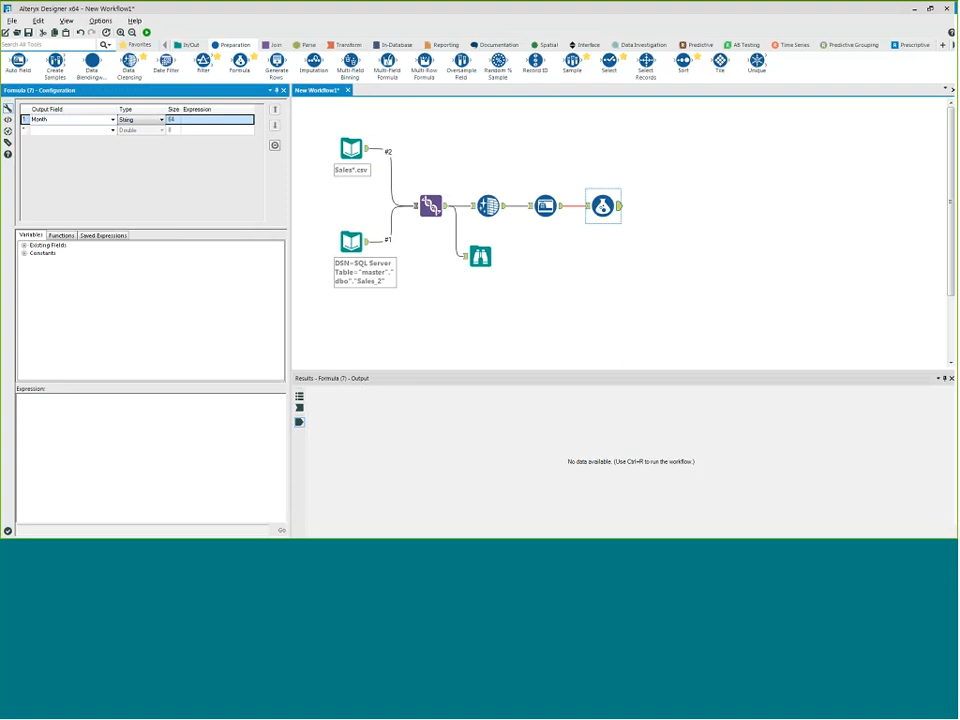 Alteryx Designer x64 - New Workflow1*
File Edit View Options Help
Search All Tools Favorites In/Out Preparation Join Parse Transform In-Database Reporting Documentation Spatial Interface Data Investigation Predictive AB Testing Time Series Predictive Grouping Prescriptive
Auto Field Create Samples Data Blending... Data Cleansing Date Filter Filter Formula Generate Rows Imputation Multi-Field Binning Multi-Field Formula Multi-Row Formula Oversample Field Random % Sample Record ID Sample Select Select Records Sort Tile Unique
Formula (7) - Configuration
New Workflow1*
Output Field Type Size Expression
1 Month String 64
* Double 8
#2
Sales*.csv
#1
DSN=SQL Server
Table="master"."
dbo"."Sales_2"
Variables Functions Saved Expressions
Existing Fields
Constants
Expression:
Results - Formula (7) - Output
No data available. (Use Ctrl+R to run the workflow.)
Go